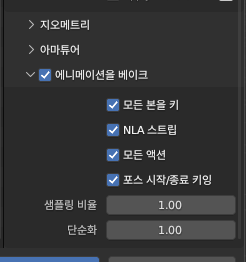 지오메트리
아마튜어
애니메이션을 베이크
모든 본을 키
NLA 스트립
모든 액션
포스 시작/종료 키잉
샘플링 비율 1.00
단순화 1.00